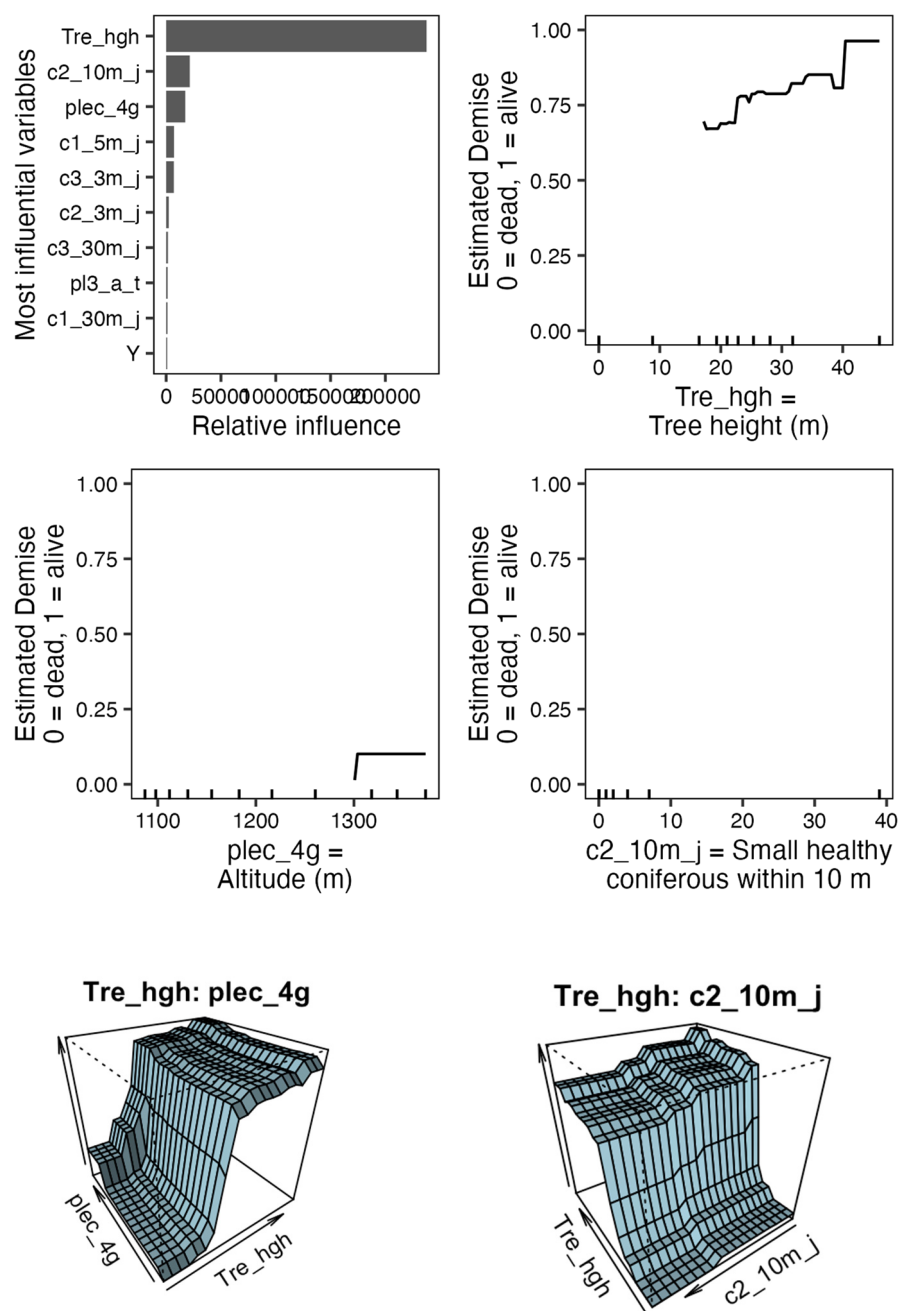 Most influential variables
Tre_hgh
c2_10m_j
plec_4g
c1_5m_j
c3_3m_j
c2_3m_j
c3_30m_j
pl3_a_t
c1_30m_j
Y
0 50000 100000 150000 200000
Relative influence
Estimated Demise
0 = dead, 1 = alive
1.00
0.75
0.50
0.25
0.00
0 10 20 30 40
Tre_hgh =
Tree height (m)
Estimated Demise
0 = dead, 1 = alive
1.00
0.75
0.50
0.25
0.00
1100 1200 1300
plec_4g =
Altitude (m)
Estimated Demise
0 = dead, 1 = alive
1.00
0.75
0.50
0.25
0.00
0 10 20 30 40
c2_10m_j = Small healthy
coniferous within 10 m
Tre_hgh: plec_4g
plec_4g
Tre_hgh
Tre_hgh: c2_10m_j
Tre_hgh
c2_10m_j